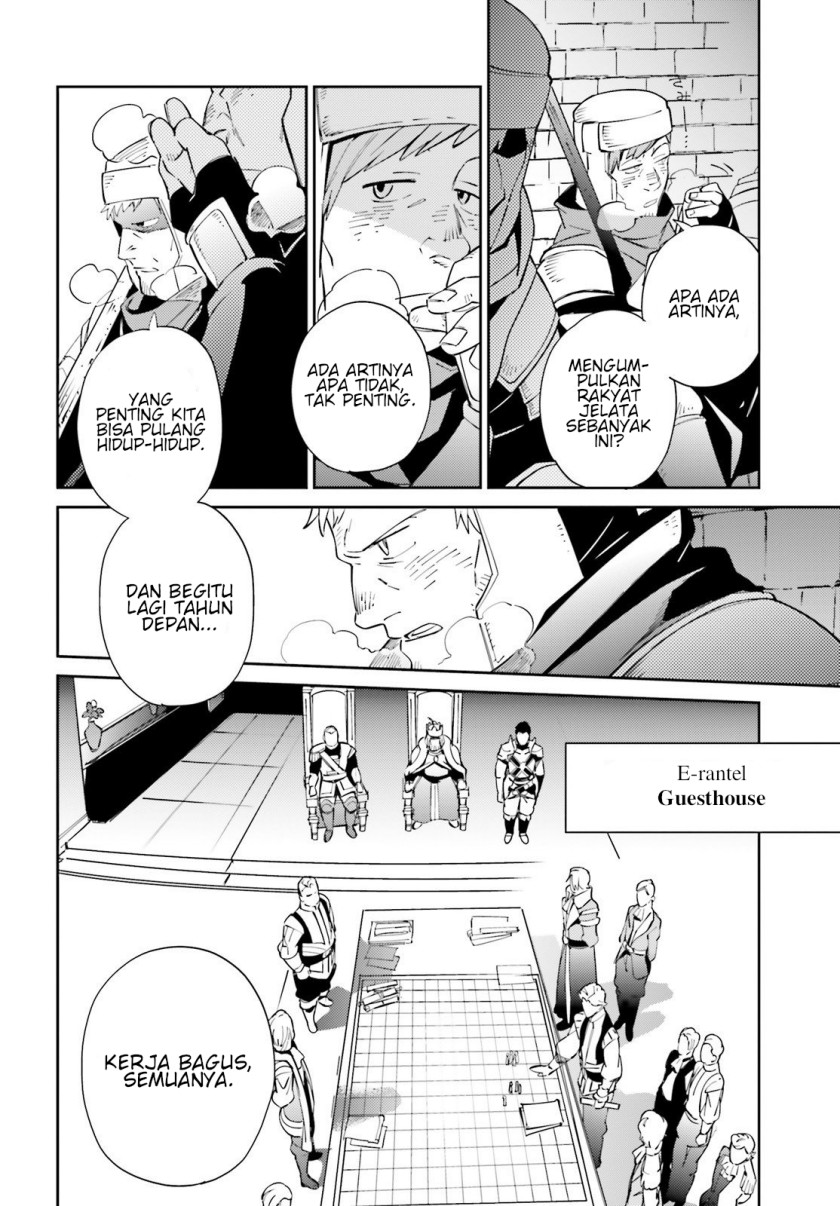 APA ADA
ARTINYA,
MENGUM-
PULKAN
RAKYAT
JELATA
SEBANYAK
INI?
ADA ARTINYA
APA TIDAK,
TAK PENTING.
YANG
PENTING KITA
BISA PULANG
HIDUP-HIDUP.
DAN BEGITU
LAGI TAHUN
DEPAN...
E-rantel
Guesthouse
KERJA BAGUS,
SEMUANYA.